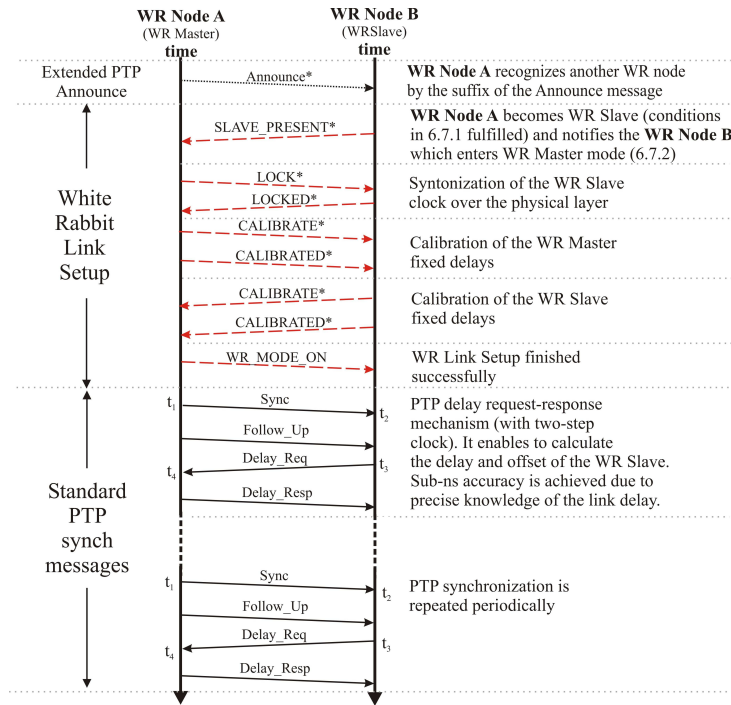 WR Node A
(WR Master)
time
WR Node B
(WRSlave)
time
Extended PTP
Announce
Announce*
WR Node A recognizes another WR node
by the suffix of the Announce message
SLAVE_PRESENT*
WR Node A becomes WR Slave (conditions
in 6.7.1 fulfilled) and notifies the WR Node B
which enters WR Master mode (6.7.2)
White
Rabbit
Link
Setup
LOCK*
LOCKED*
Syntonization of the WR Slave
clock over the physical layer
CALIBRATE*
CALIBRATED*
Calibration of the WR Master
fixed delays
CALIBRATE*
CALIBRATED*
Calibration of the WR Slave
fixed delays
WR_MODE_ON
WR Link Setup finished
successfully
Standard
PTP
synch
messages
t1
Sync
t2
Follow_Up
Delay_Req
t3
t4
Delay_Resp
PTP delay request-response
mechanism (with two-step
clock). It enables to calculate
the delay and offset of the WR Slave.
Sub-ns accuracy is achieved due to
precise knowledge of the link delay.
t1
Sync
t2
Follow_Up
Delay_Req
t3
t4
Delay_Resp
PTP synchronization is
repeated periodically